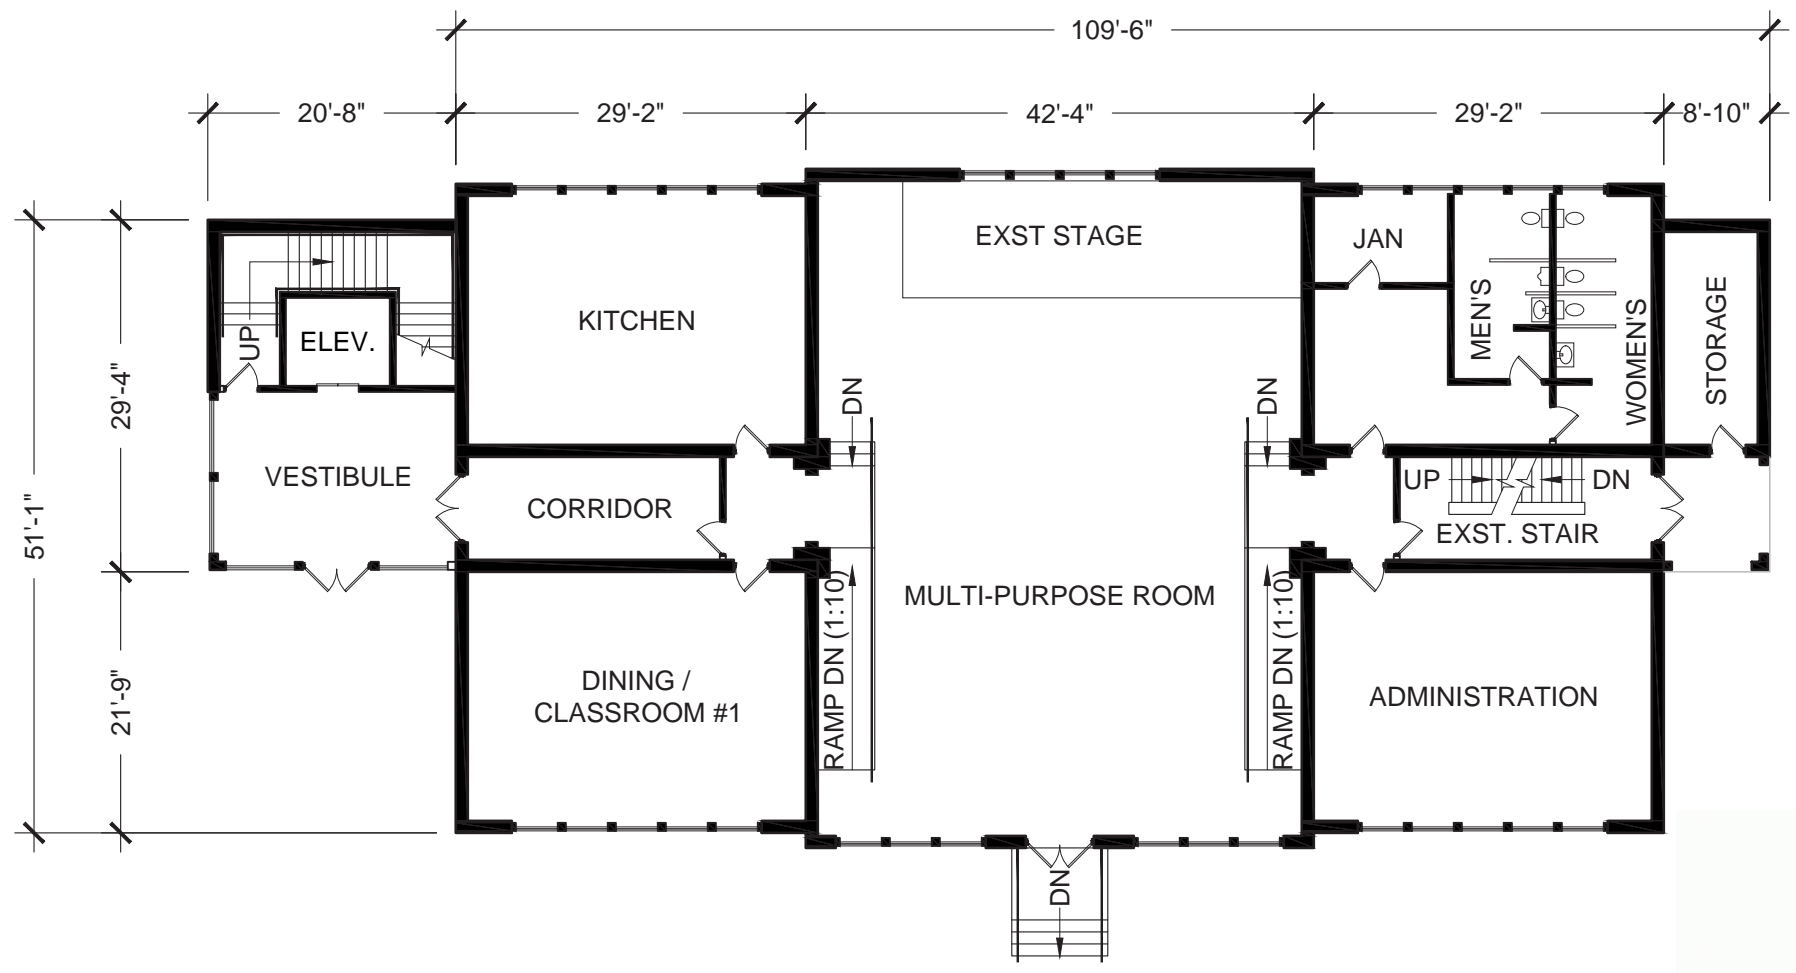 109'-6"
20'-8"
29'-2"
42'-4"
29'-2"
8'-10"
EXST STAGE
JAN
KITCHEN
ELEV.
UP
MEN'S
WOMEN'S
STORAGE
29'-4"
DN
DN
VESTIBULE
CORRIDOR
UP
DN
EXST. STAIR
51'-1"
MULTI-PURPOSE ROOM
RAMP DN (1:10)
RAMP DN (1:10)
21'-9"
DINING /
CLASSROOM #1
ADMINISTRATION
DN